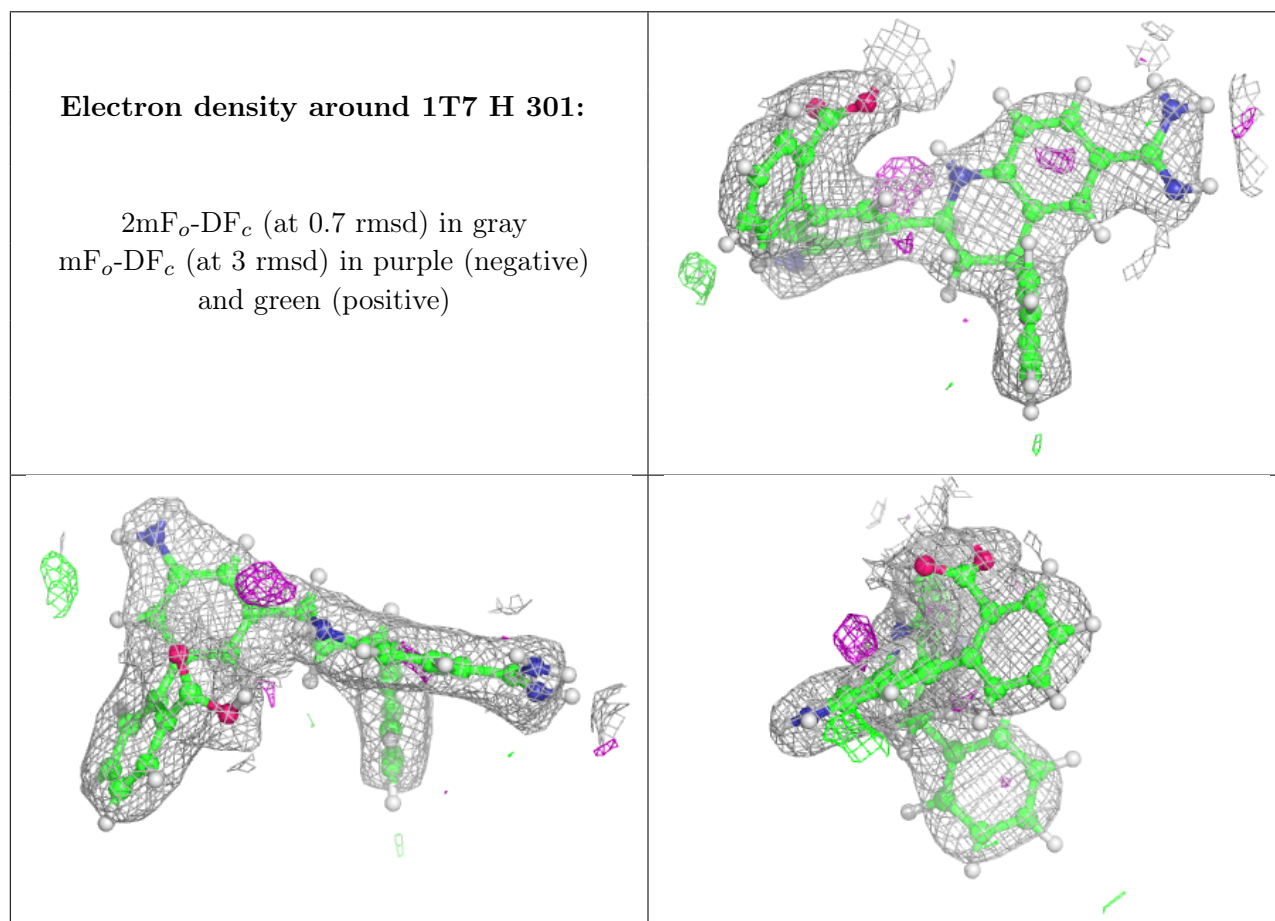 Electron density around 1T7 H 301:
2mFₒ-DF𝒸 (at 0.7 rmsd) in gray
mFₒ-DF𝒸 (at 3 rmsd) in purple (negative)
and green (positive)